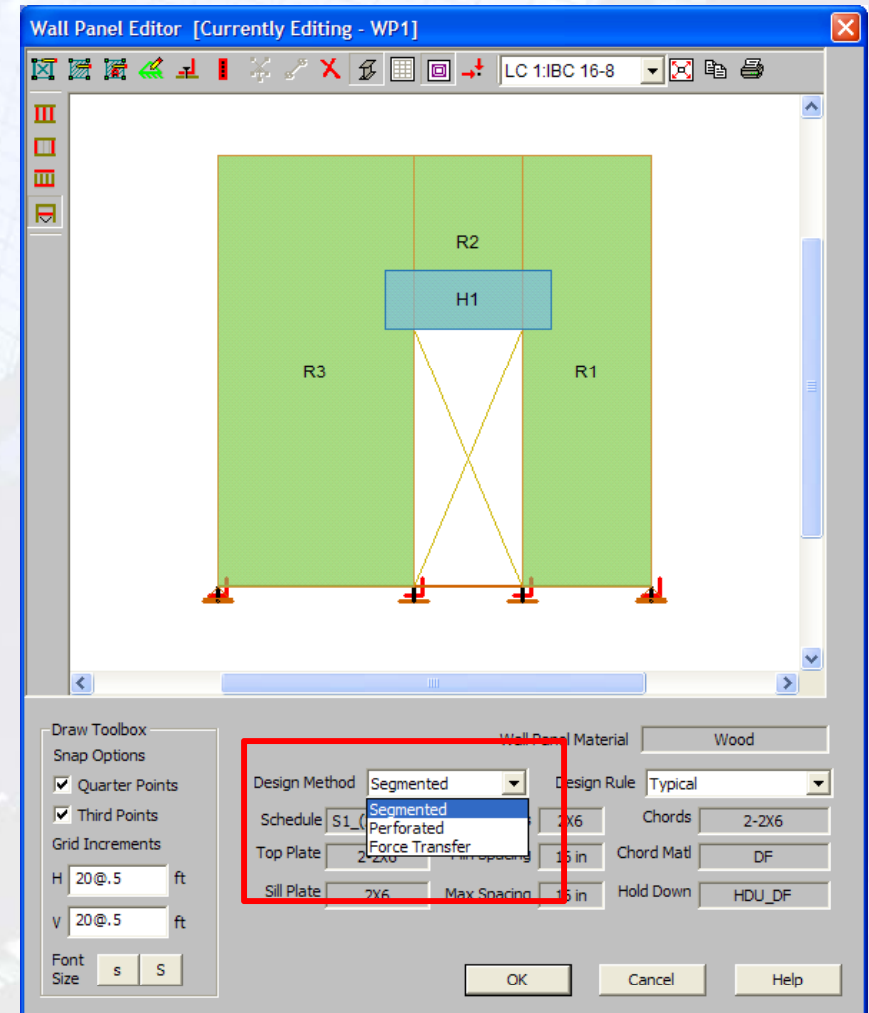 Wall Panel Editor [Currently Editing - WP1]
LC 1:IBC 16-8
R2
H1
R3
R1
Draw Toolbox
Snap Options
Quarter Points
Third Points
Grid Increments
H 20@.5 ft
V 20@.5 ft
Font Size s S
Wall Panel Material Wood
Design Method Segmented Design Rule Typical
Segmented
Perforated
Force Transfer
Schedule S1_( 2X6 Chords 2-2X6
Top Plate 2-2X6 Min Spacing 16 in Chord Matl DF
Sill Plate 2X6 Max Spacing 16 in Hold Down HDU_DF
OK Cancel Help